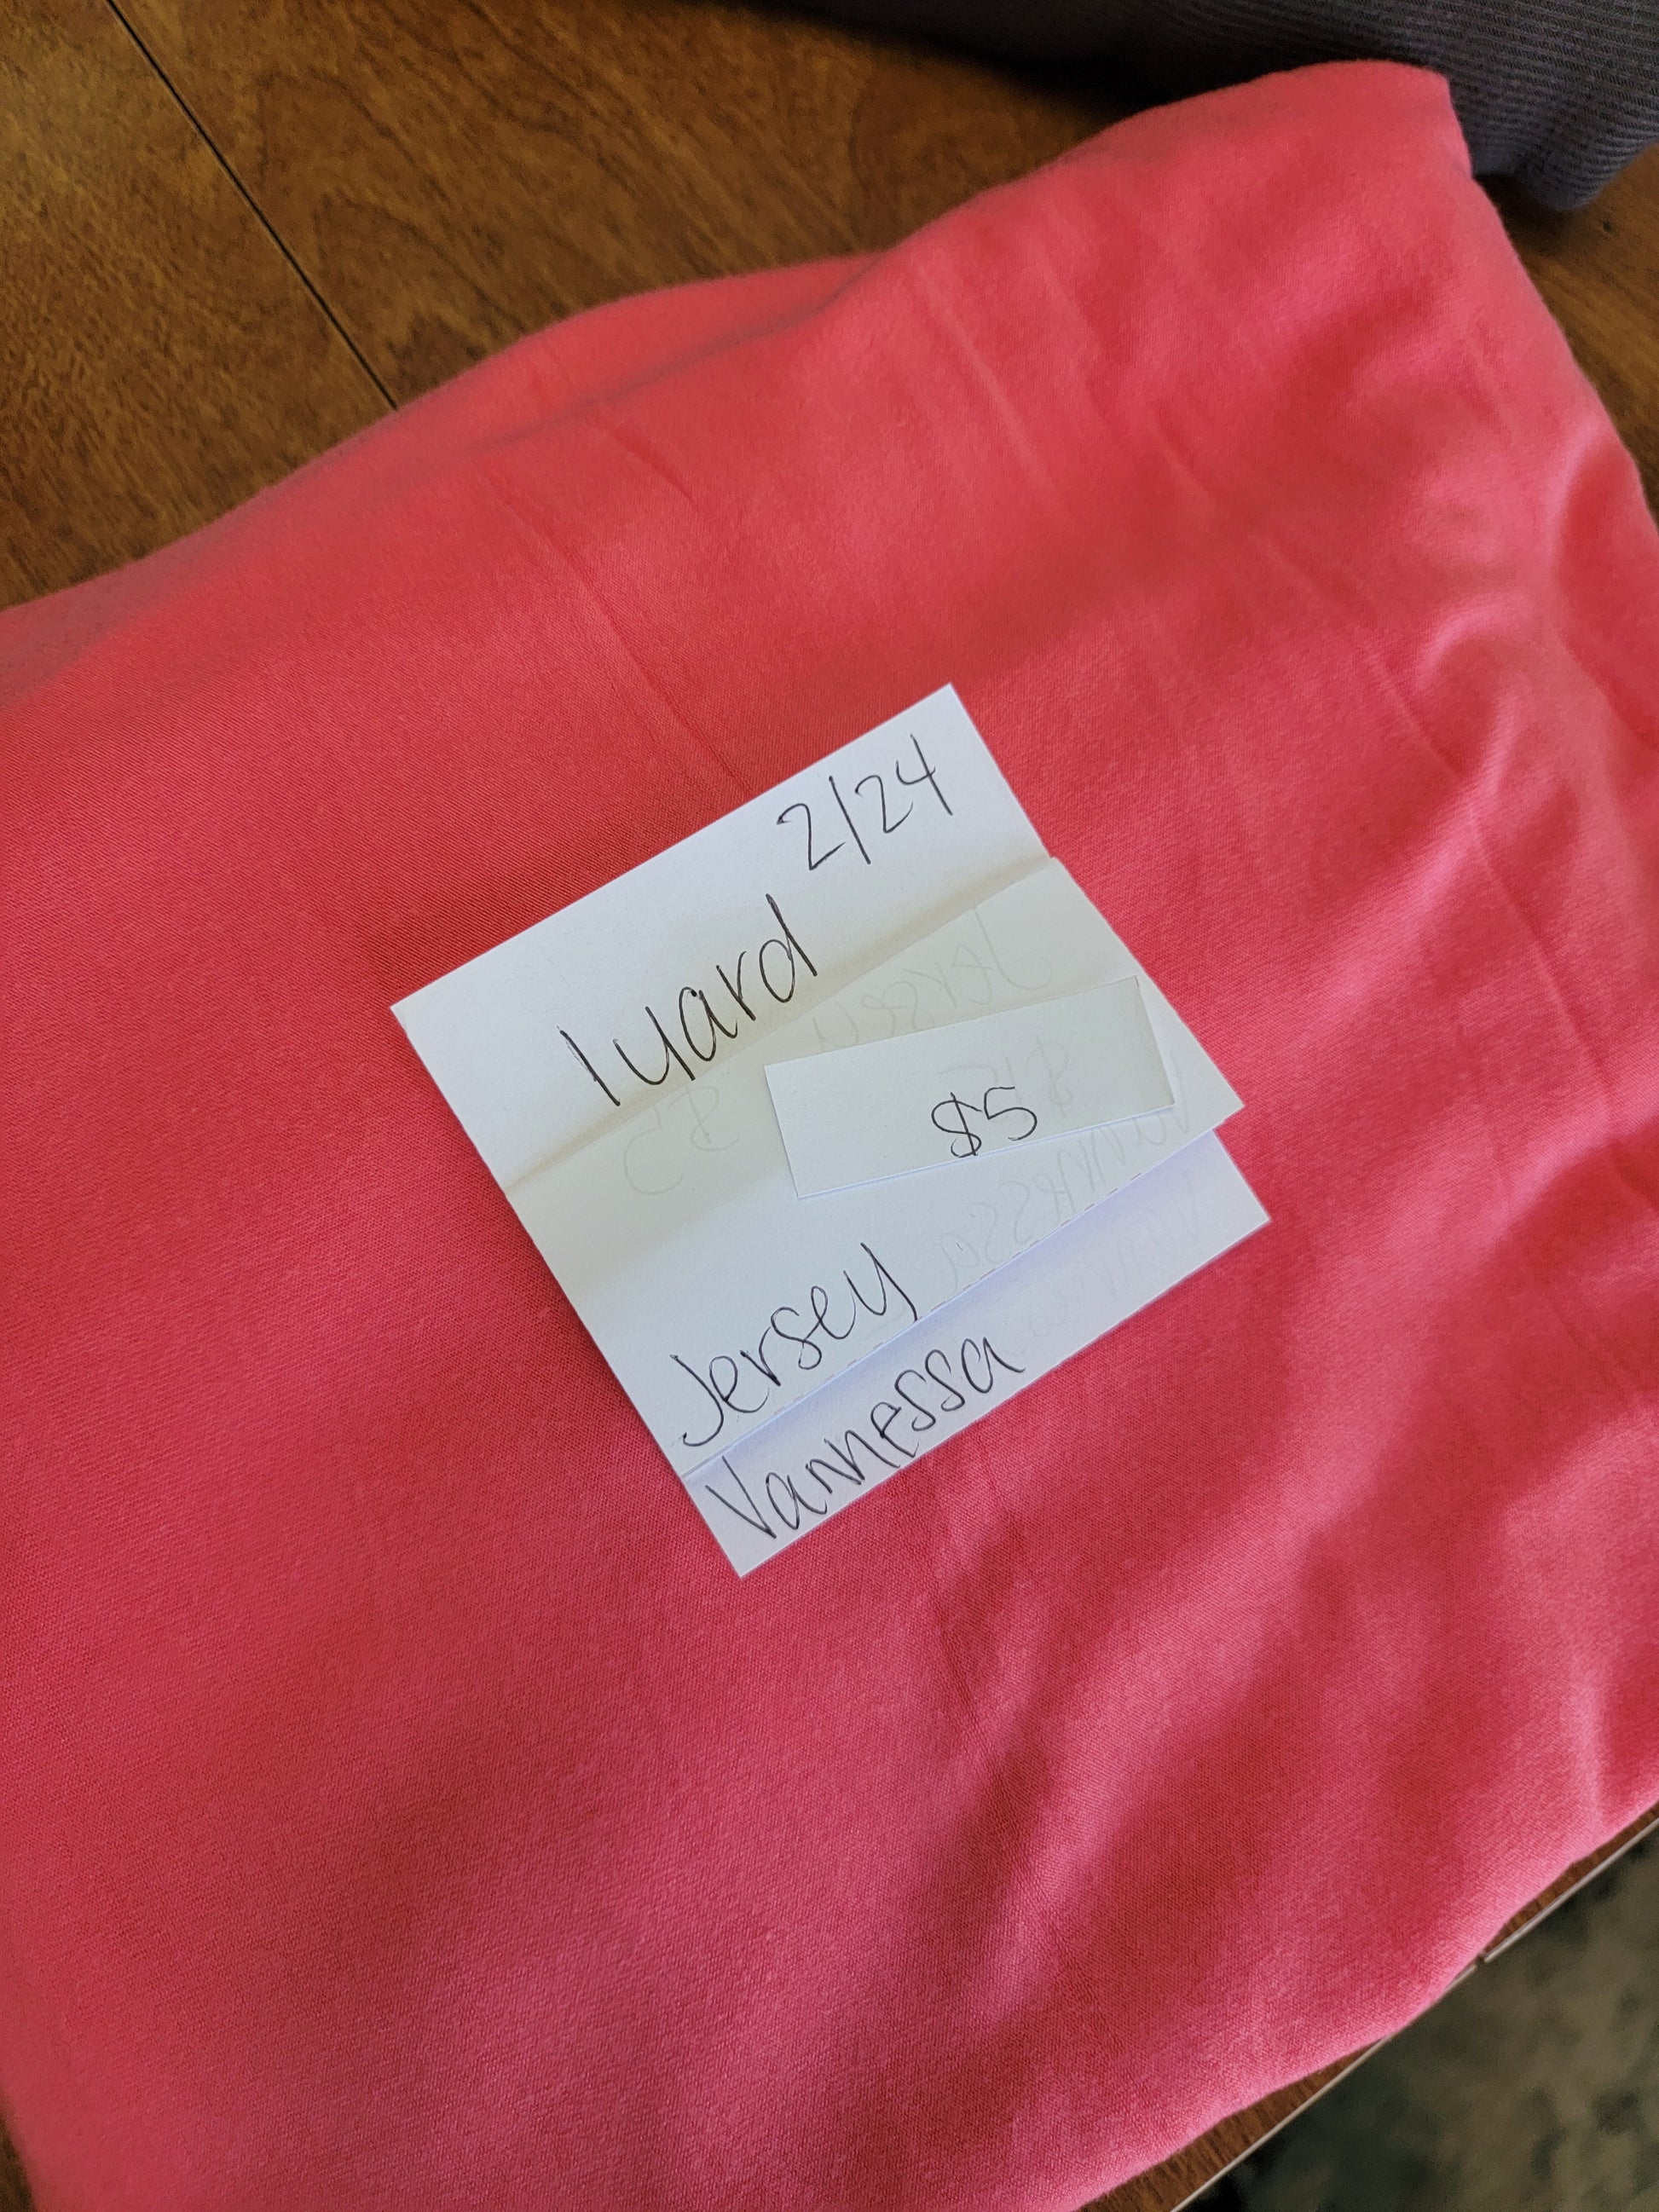 2/24
1 yard
$5
Jersey
Vannessa